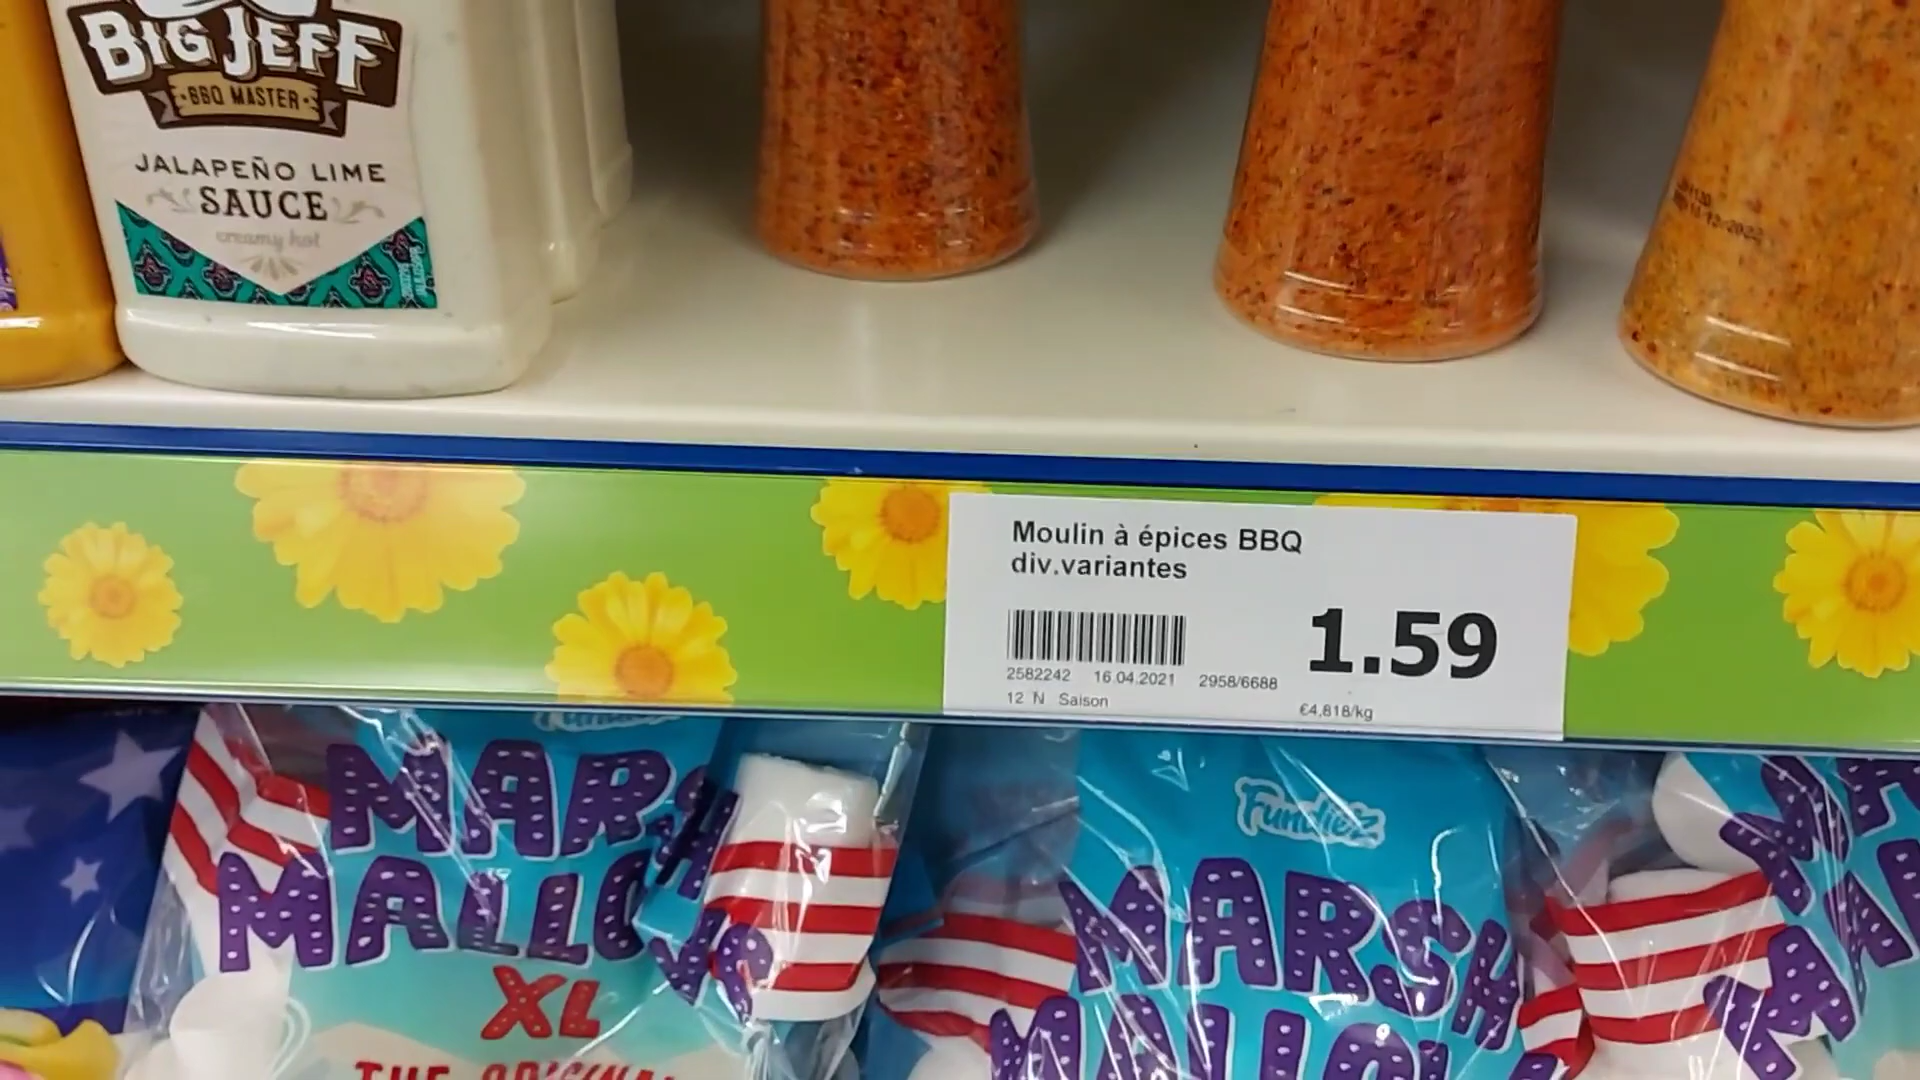 BIG JEFF
BBQ MASTER
JALAPEÑO LIME
SAUCE
creamy hot
Moulin à épices BBQ
div.variantes
1.59
2582242 16.04.2021 2958/6688
12 N Saison
€4,818/kg
MARSH
MALLOWS
XL
THE ORIGINAL
Fundiez
MARSH
MALLOW